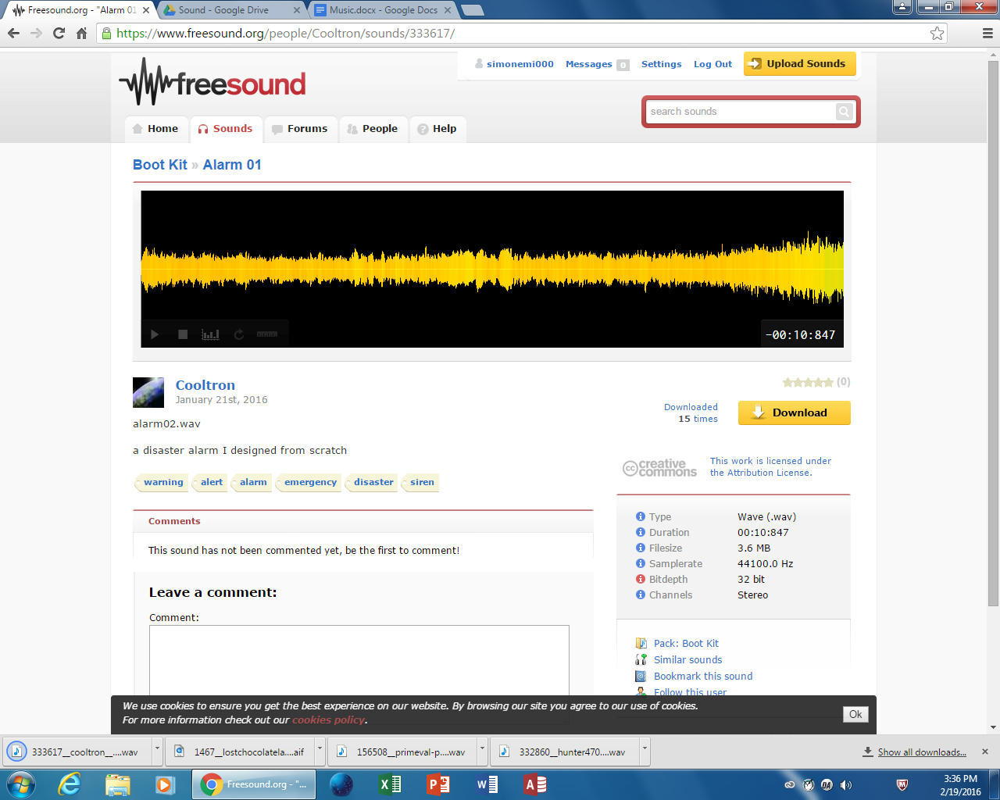 Freesound.org - "Alarm 01
Sound - Google Drive
Music.docx - Google Docs
https://www.freesound.org/people/Cooltron/sounds/333617/
freesound
simonemi000
Messages 0
Settings
Log Out
Upload Sounds
search sounds
Home
Sounds
Forums
People
Help
Boot Kit » Alarm 01
-00:10:847
Cooltron
January 21st, 2016
(0)
Downloaded
15 times
Download
alarm02.wav
a disaster alarm I designed from scratch
warning
alert
alarm
emergency
disaster
siren
cc creative
commons
This work is licensed under
the Attribution License.
Comments
This sound has not been commented yet, be the first to comment!
Leave a comment:
Comment:
Type Wave (.wav)
Duration 00:10:847
Filesize 3.6 MB
Samplerate 44100.0 Hz
Bitdepth 32 bit
Channels Stereo
Pack: Boot Kit
Similar sounds
Bookmark this sound
Follow this user
We use cookies to ensure you get the best experience on our website. By browsing our site you agree to our use of cookies.
For more information check out our cookies policy.
Ok
333617__cooltron__....wav
1467__lostchocolatela....aif
156508__primeval-p....wav
332860__hunter470....wav
Show all downloads...
Freesound.org - "...
3:36 PM
2/19/2016